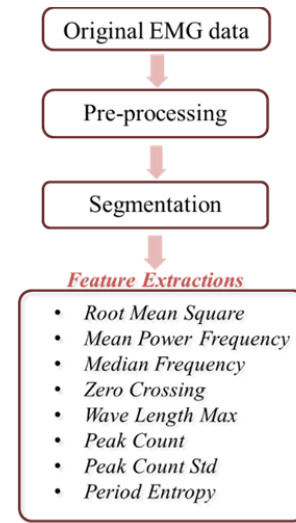 Original EMG data
Pre-processing
Segmentation
Feature Extractions
• Root Mean Square
• Mean Power Frequency
• Median Frequency
• Zero Crossing
• Wave Length Max
• Peak Count
• Peak Count Std
• Period Entropy